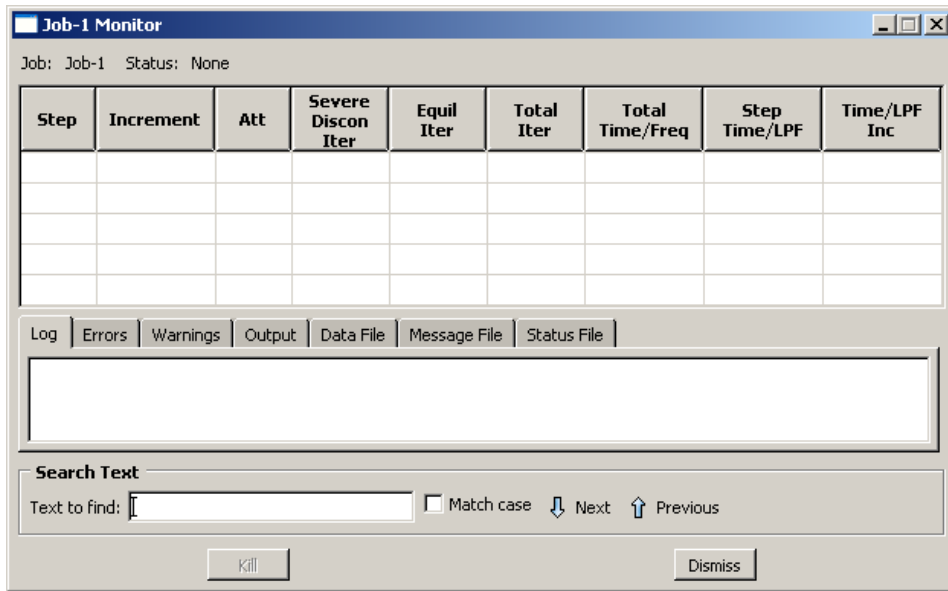 Job-1 Monitor
Job: Job-1 Status: None
Step Increment Att Severe Discon Iter Equil Iter Total Iter Total Time/Freq Step Time/LPF Time/LPF Inc
Log Errors Warnings Output Data File Message File Status File
Search Text
Text to find: Match case Next Previous
Kill Dismiss